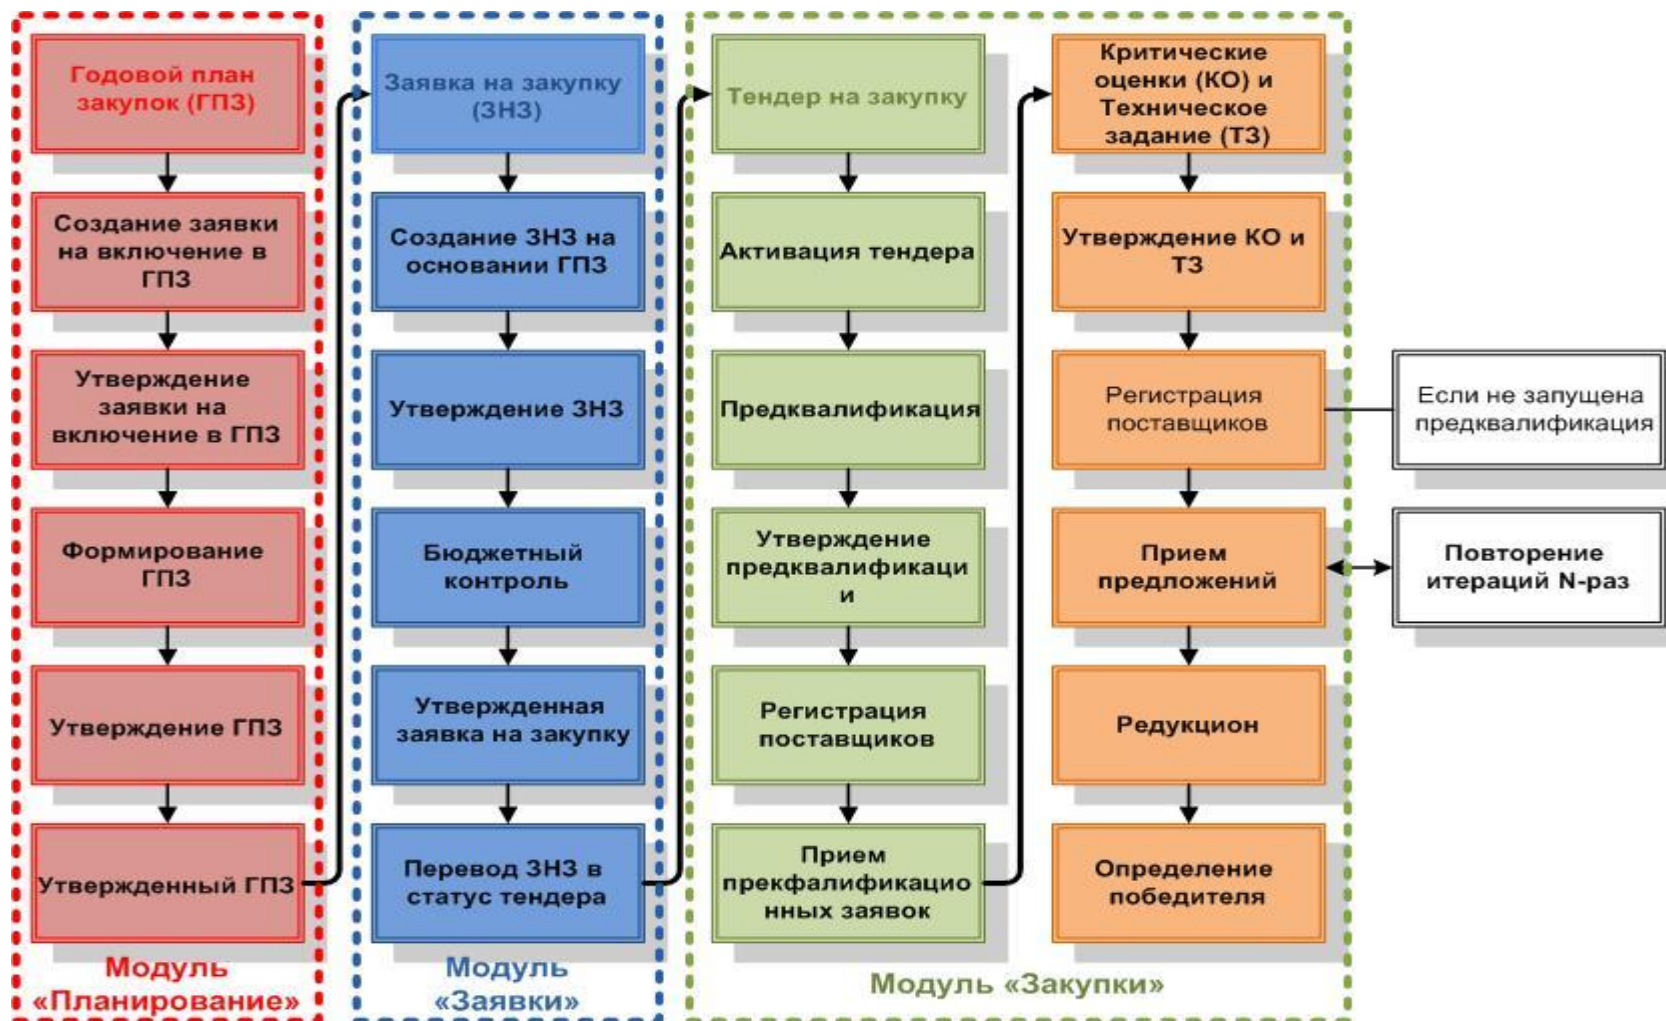 Годовой план
закупок (ГПЗ)
Создание заявки
на включение в
ГПЗ
Утверждение
заявки на
включение в ГПЗ
Формирование
ГПЗ
Утверждение ГПЗ
Утвержденный ГПЗ
Модуль
«Планирование»
Заявка на закупку
(ЗНЗ)
Создание ЗНЗ на
основании ГПЗ
Утверждение ЗНЗ
Бюджетный
контроль
Утвержденная
заявка на закупку
Перевод ЗНЗ в
статус тендера
Модуль
«Заявки»
Тендер на закупку
Активация тендера
Предквалификация
Утверждение
предквалификаци
и
Регистрация
поставщиков
Прием
прекфалификацио
нных заявок
Критические
оценки (КО) и
Техническое
задание (ТЗ)
Утверждение КО и
ТЗ
Регистрация
поставщиков
Прием
предложений
Редукцион
Определение
победителя
Модуль «Закупки»
Если не запущена
предквалификация
Повторение
итераций N-раз